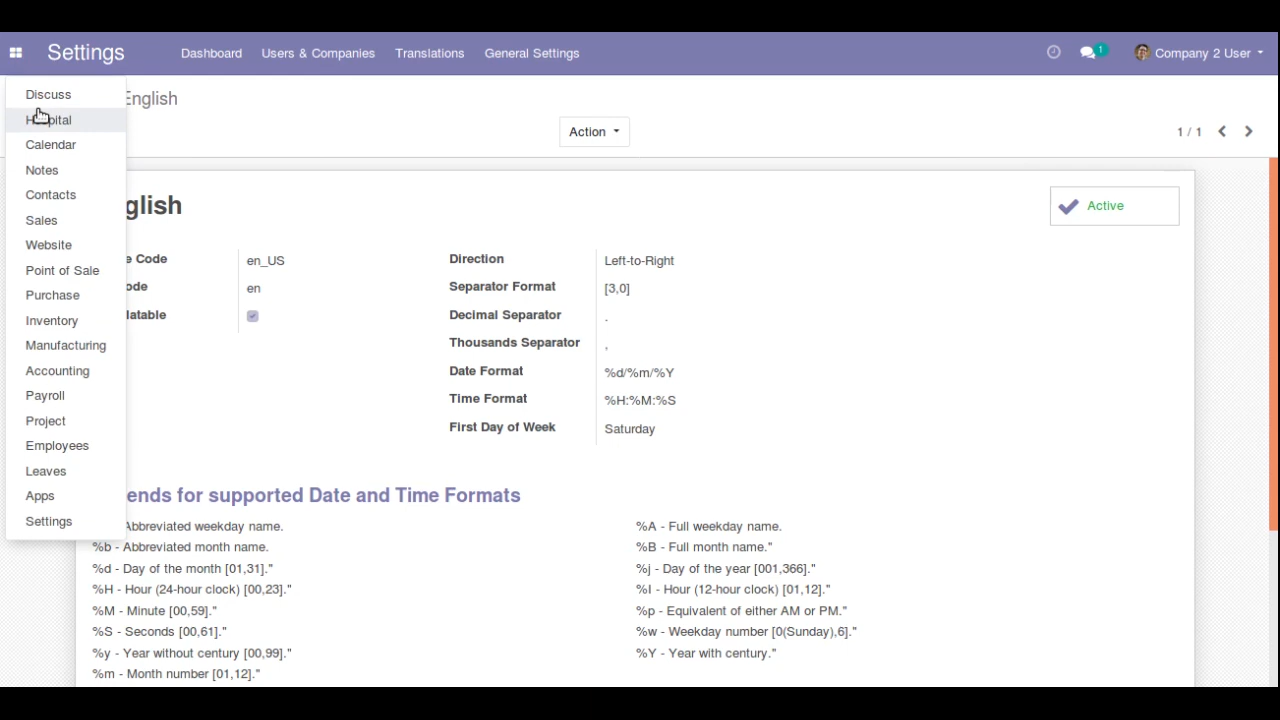 Settings Dashboard Users & Companies Translations General Settings 1 Company 2 User
Discuss
Calendar
Notes
Contacts
Sales
Website
Point of Sale
Purchase
Inventory
Manufacturing
Accounting
Payroll
Project
Employees
Leaves
Apps
Settings
English
Action
1 / 1
glish
Active
e Code en_US
ode en
latable
Direction Left-to-Right
Separator Format [3,0]
Decimal Separator .
Thousands Separator ,
Date Format %d/%m/%Y
Time Format %H:%M:%S
First Day of Week Saturday
ends for supported Date and Time Formats
Abbreviated weekday name. %A - Full weekday name.
%b - Abbreviated month name. %B - Full month name."
%d - Day of the month [01,31]." %j - Day of the year [001,366]."
%H - Hour (24-hour clock) [00,23]." %I - Hour (12-hour clock) [01,12]."
%M - Minute [00,59]." %p - Equivalent of either AM or PM."
%S - Seconds [00,61]." %w - Weekday number [0(Sunday),6]."
%y - Year without century [00,99]." %Y - Year with century."
%m - Month number [01,12]."